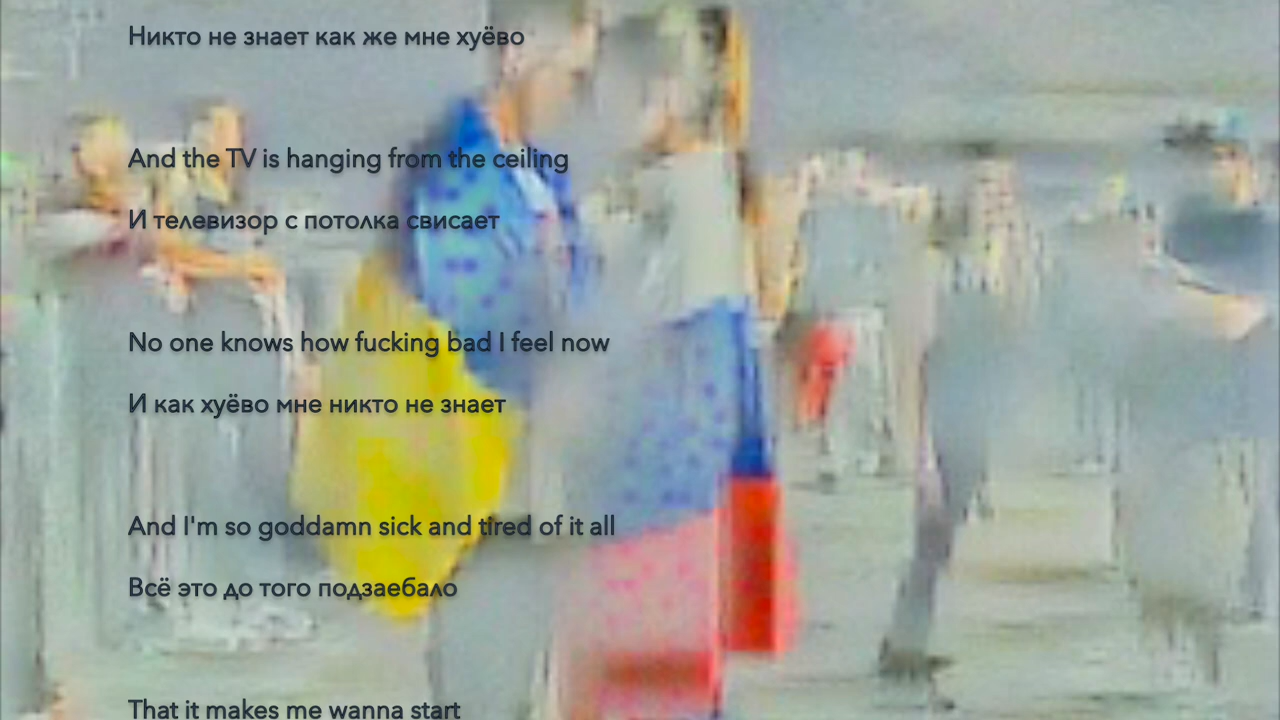 Никто не знает как же мне хуёво
And the TV is hanging from the ceiling
И телевизор с потолка свисает
No one knows how fucking bad I feel now
И как хуёво мне никто не знает
And I'm so goddamn sick and tired of it all
Всё это до того подзаебало
That it makes me wanna start